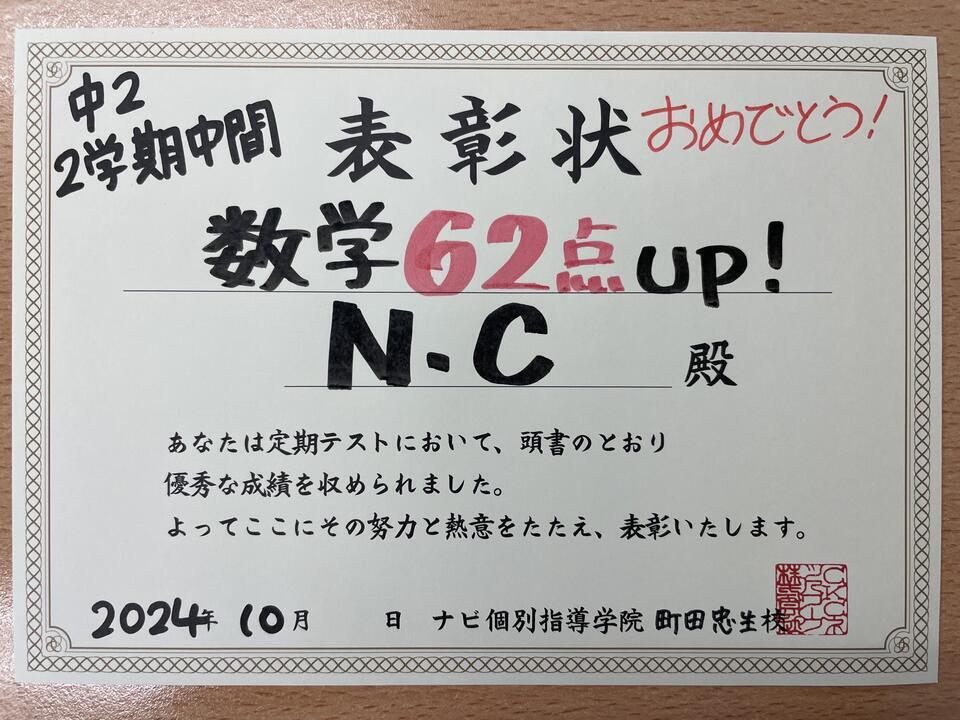 中2
2学期中間
表彰状
おめでとう!
数学62点UP!
N.C 殿
あなたは定期テストにおいて、頭書のとおり
優秀な成績を収められました。
よってここにその努力と熱意をたたえ、表彰いたします。
2024年 10月 日 ナビ個別指導学院 町田忠生校